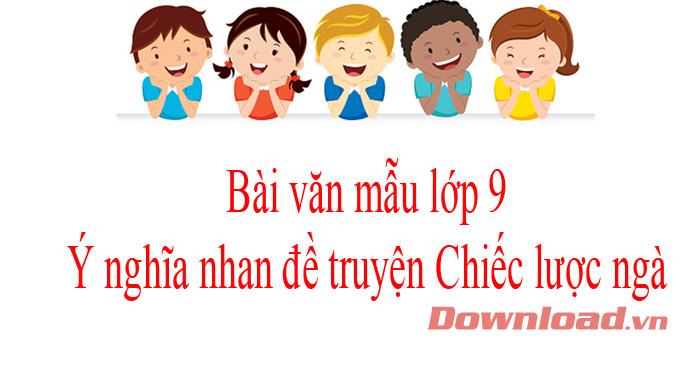 Bài văn mẫu lớp 9
Ý nghĩa nhan đề truyện Chiếc lược ngà
Download.vn